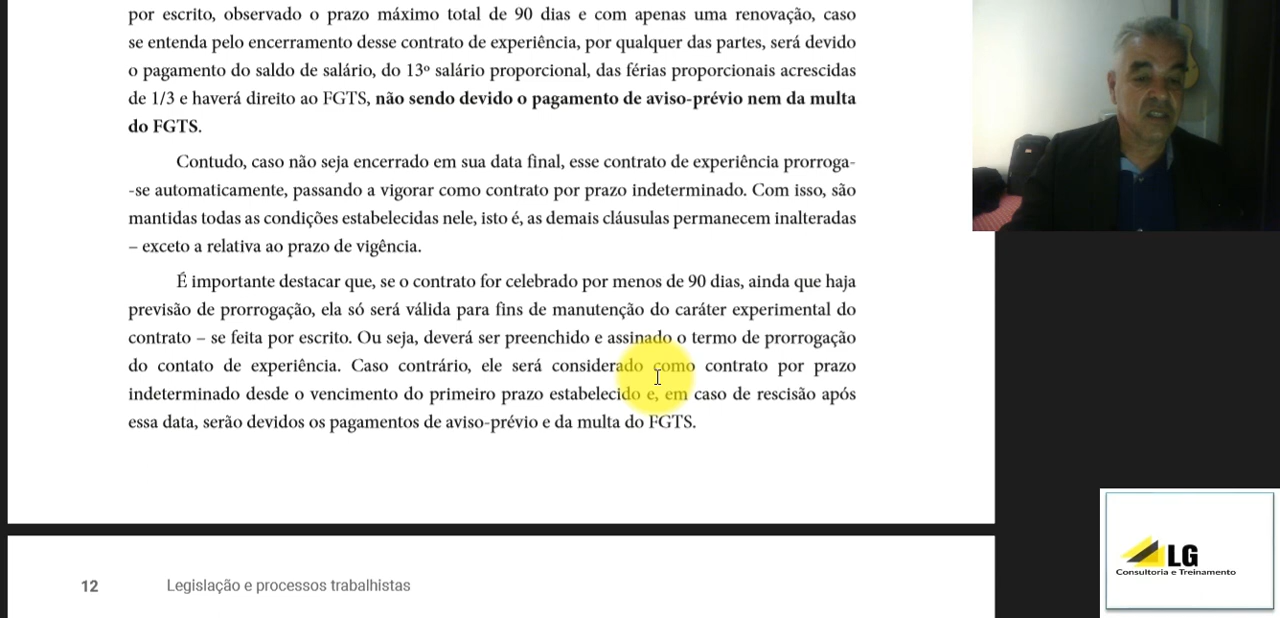 por escrito, observado o prazo máximo total de 90 dias e com apenas uma renovação, caso
se entenda pelo encerramento desse contrato de experiência, por qualquer das partes, será devido
o pagamento do saldo de salário, do 13º salário proporcional, das férias proporcionais acrescidas
de 1/3 e haverá direito ao FGTS, não sendo devido o pagamento de aviso-prévio nem da multa
do FGTS.
Contudo, caso não seja encerrado em sua data final, esse contrato de experiência prorroga-
-se automaticamente, passando a vigorar como contrato por prazo indeterminado. Com isso, são
mantidas todas as condições estabelecidas nele, isto é, as demais cláusulas permanecem inalteradas
– exceto a relativa ao prazo de vigência.
É importante destacar que, se o contrato for celebrado por menos de 90 dias, ainda que haja
previsão de prorrogação, ela só será válida para fins de manutenção do caráter experimental do
contrato – se feita por escrito. Ou seja, deverá ser preenchido e assinado o termo de prorrogação
do contato de experiência. Caso contrário, ele será considerado como contrato por prazo
indeterminado desde o vencimento do primeiro prazo estabelecido e, em caso de rescisão após
essa data, serão devidos os pagamentos de aviso-prévio e da multa do FGTS.
12 Legislação e processos trabalhistas
LG
Consultoria e Treinamento